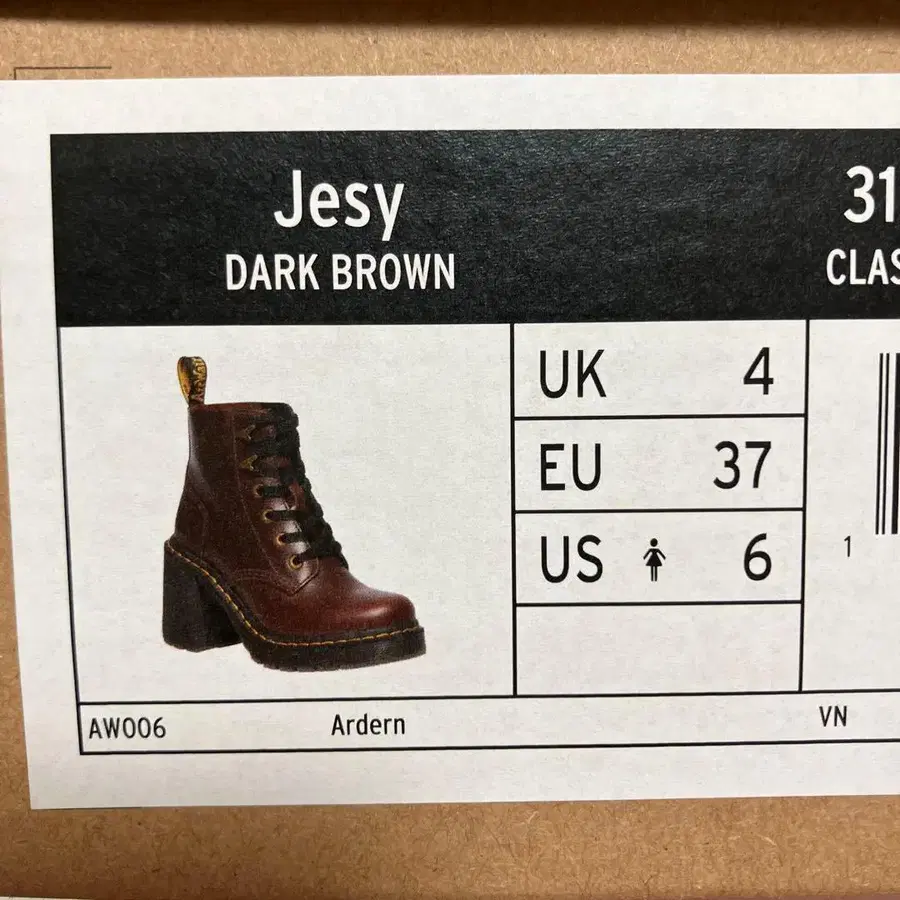 Jesy
DARK BROWN
31
CLAS
UK 4
EU 37
US 6
1
AW006 Ardern VN